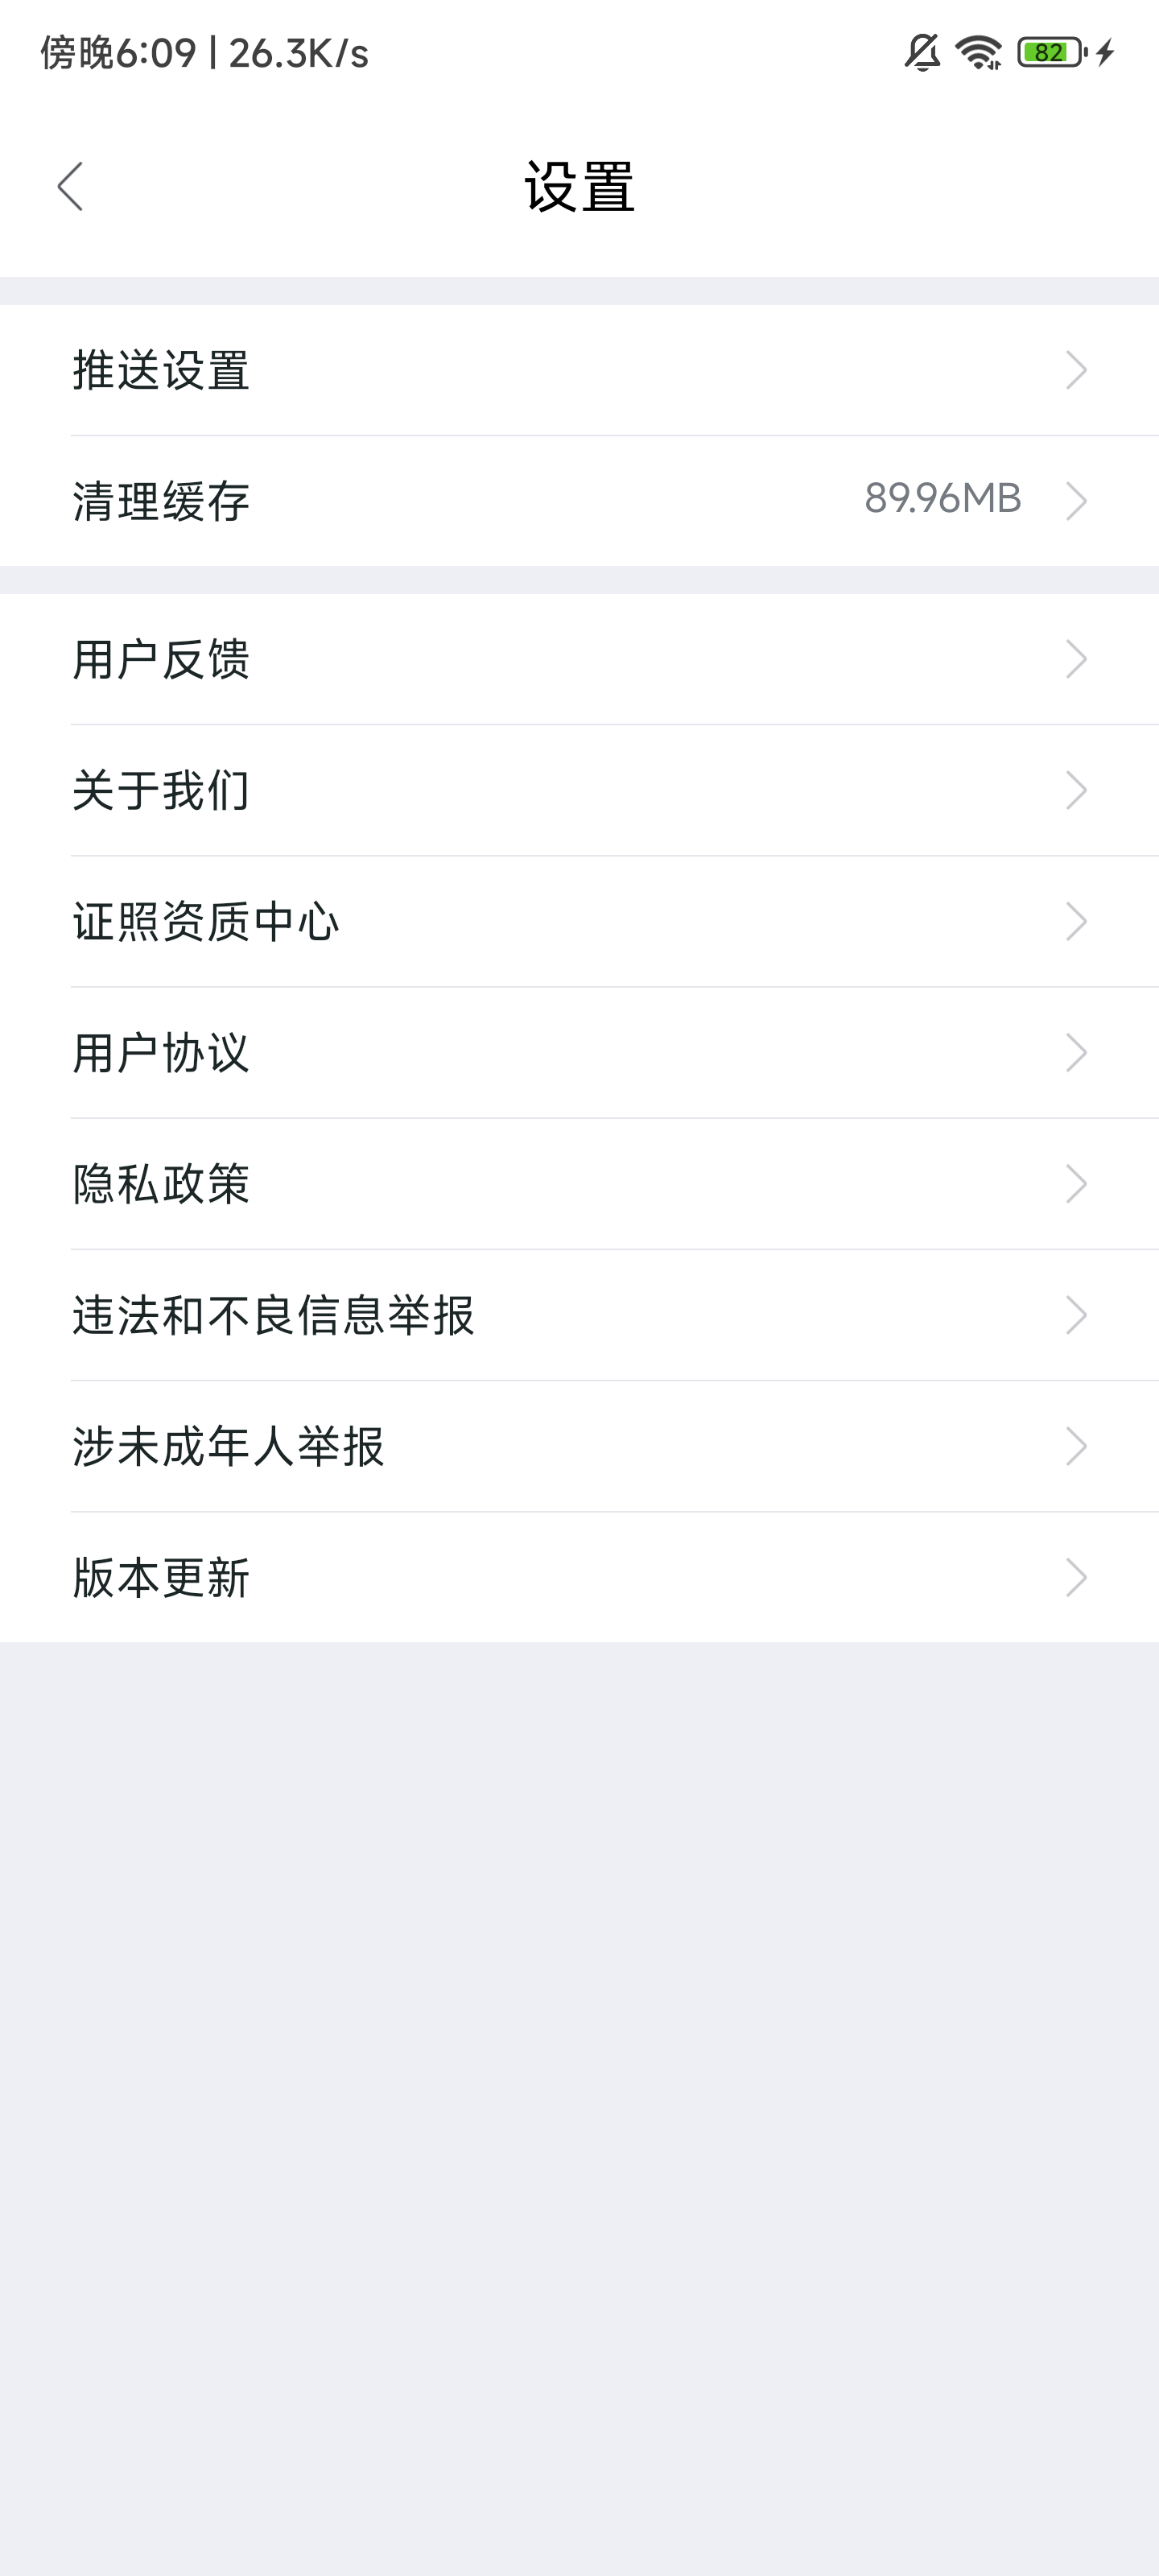 傍晚6:09 | 26.3K/s
82
设置
推送设置
清理缓存 89.96MB
用户反馈
关于我们
证照资质中心
用户协议
隐私政策
违法和不良信息举报
涉未成年人举报
版本更新